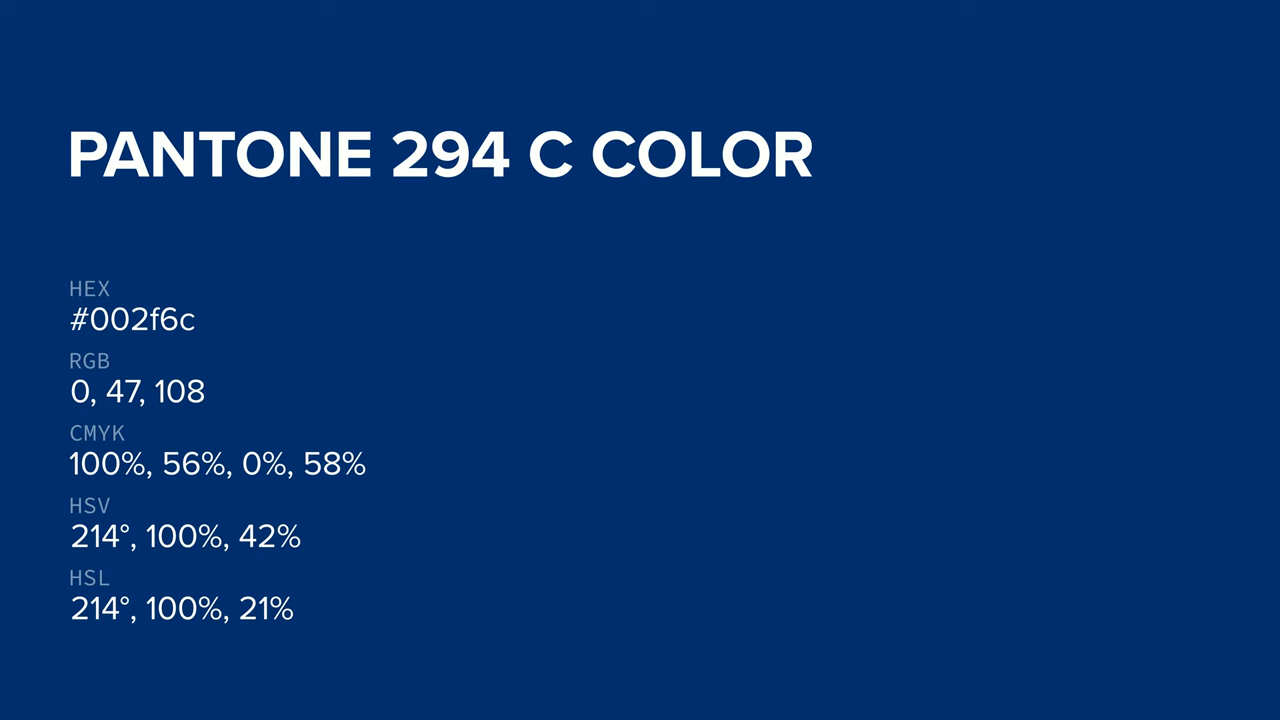 PANTONE 294 C COLOR
HEX
#002f6c
RGB
0, 47, 108
CMYK
100%, 56%, 0%, 58%
HSV
214°, 100%, 42%
HSL
214°, 100%, 21%